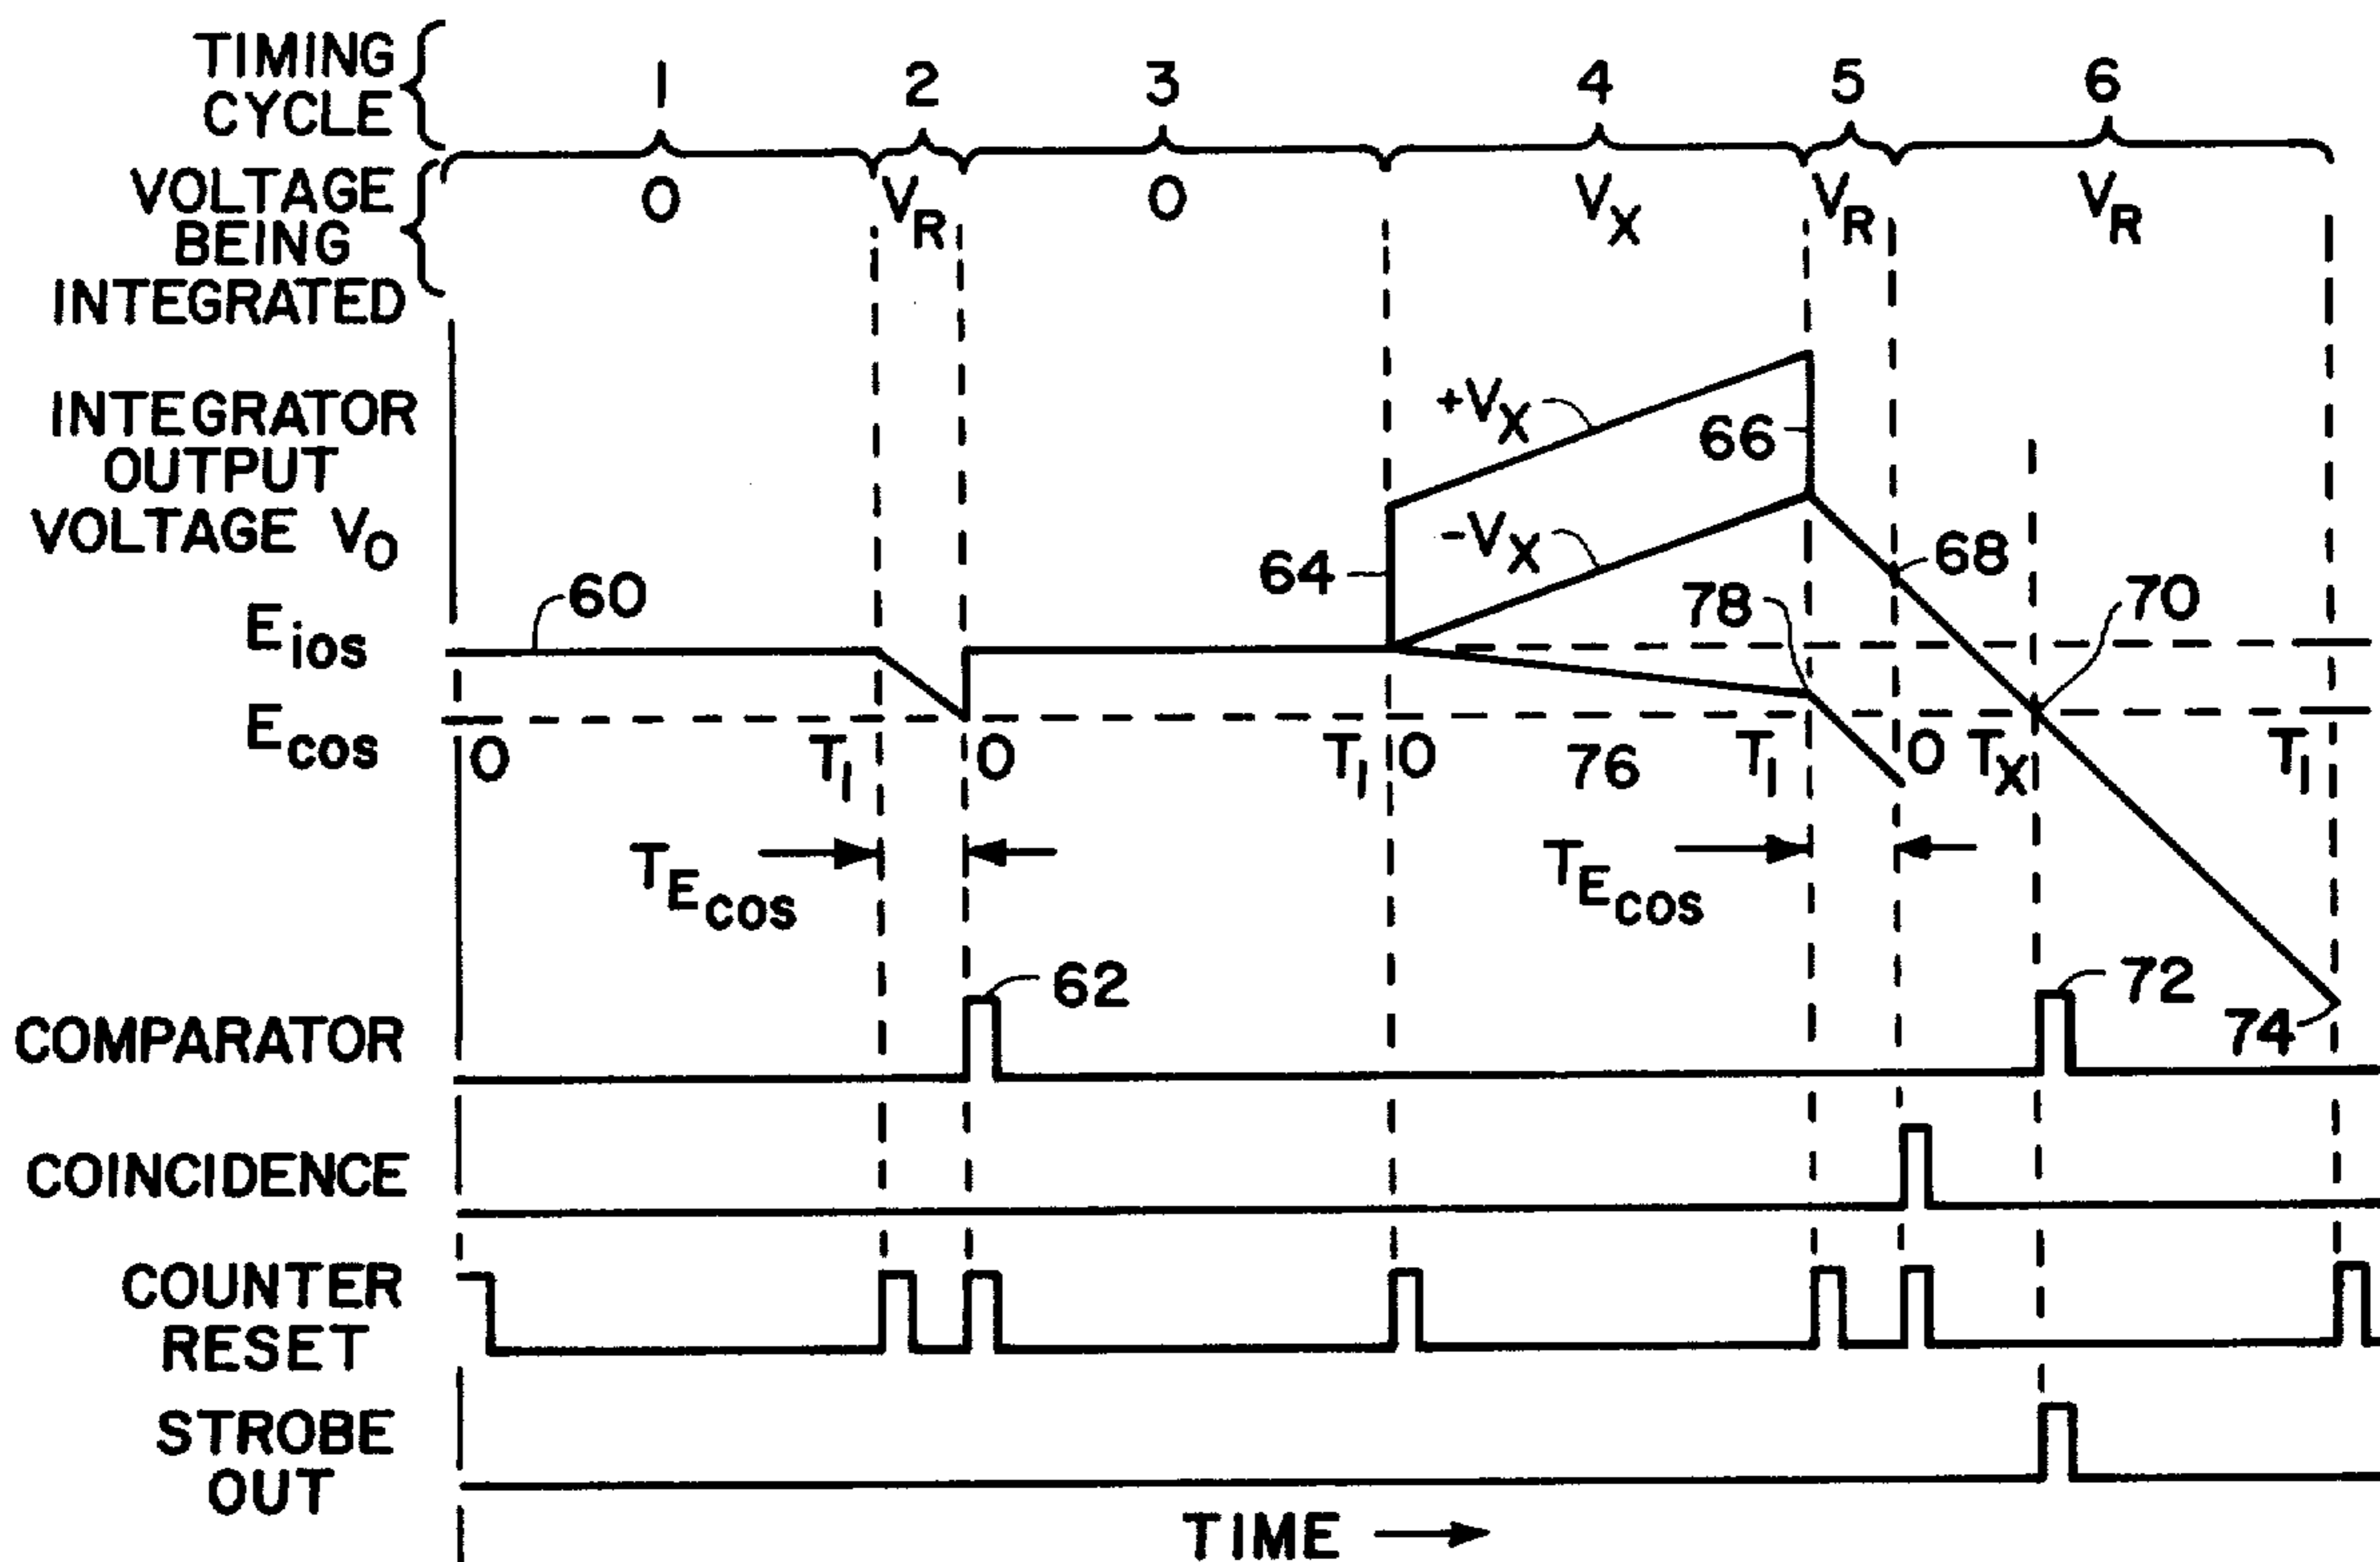 TIMING
CYCLE
1 2 3 4 5 6
VOLTAGE
BEING
INTEGRATED
0 VR 0 VX VR VR
INTEGRATOR
OUTPUT
VOLTAGE VO
+VX
66
-VX
64
68
60
78
70
Eios
Ecos
0 T1 0 T1 0 76 T1 0 TX T1
TEcos TEcos
62
72
74
COMPARATOR
COINCIDENCE
COUNTER
RESET
STROBE
OUT
TIME